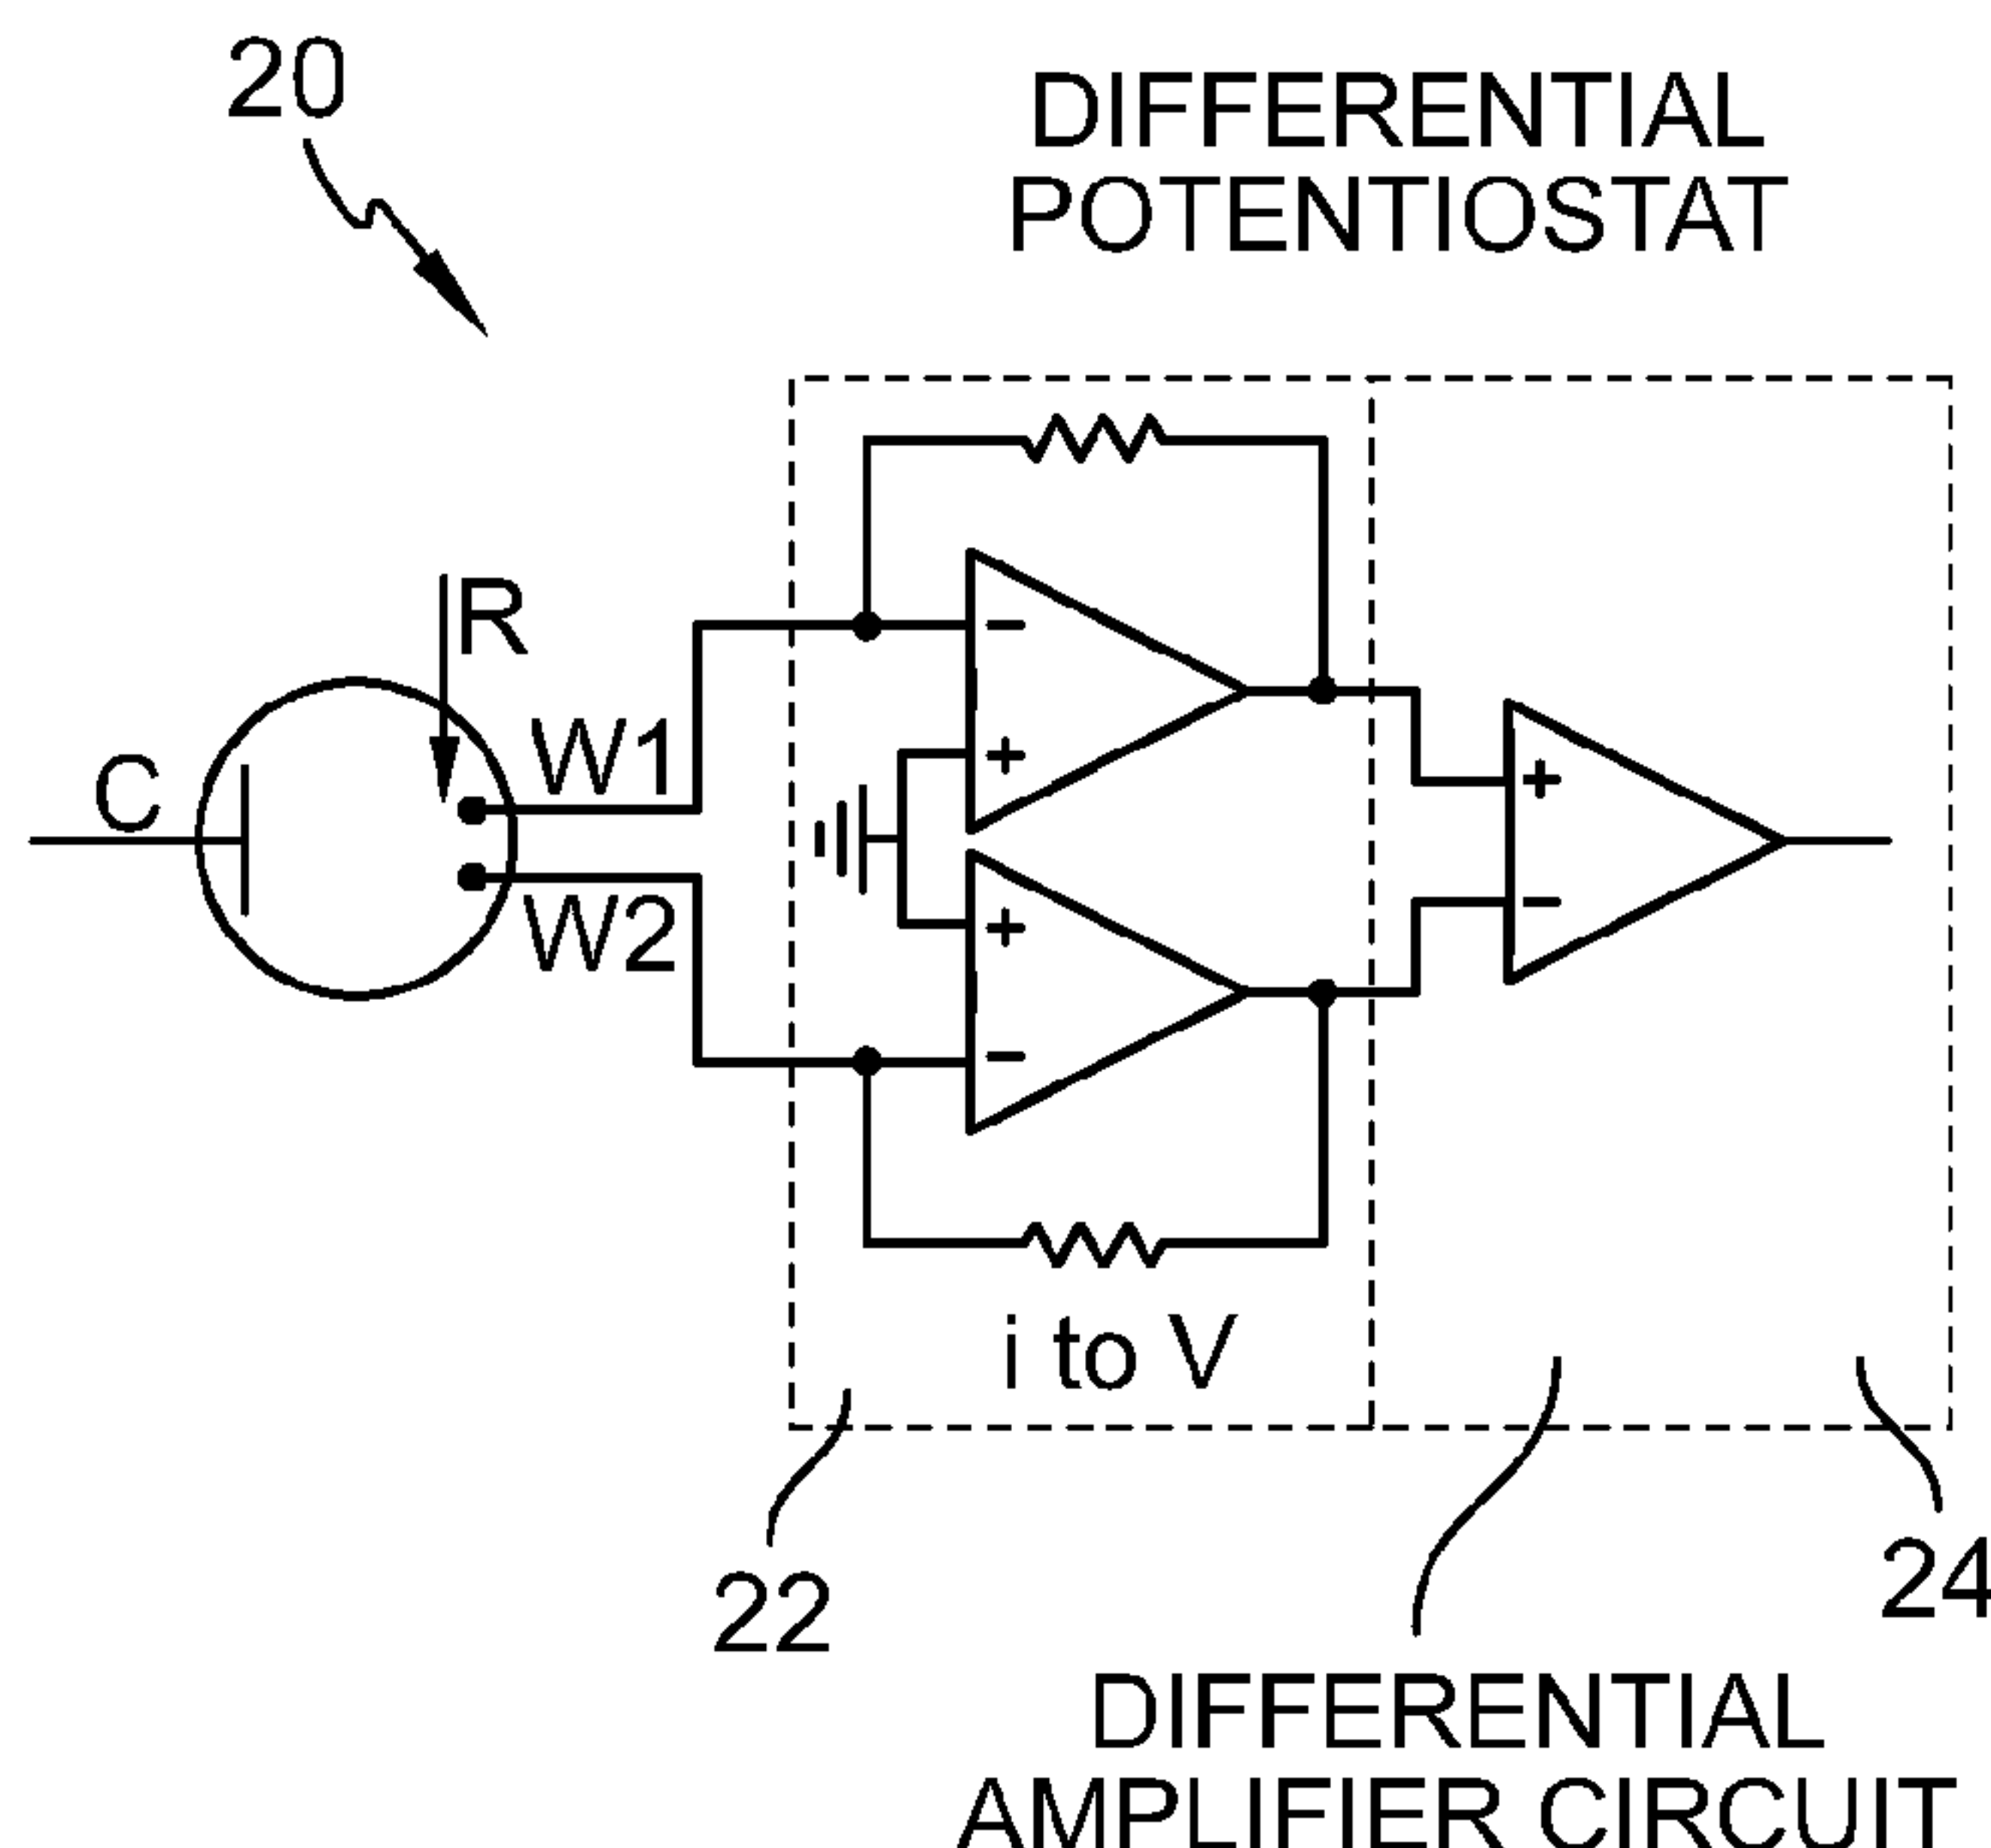 20
DIFFERENTIAL
POTENTIOSTAT
R
C
W1
W2
−
+
+
−
+
−
i to V
22
24
DIFFERENTIAL
AMPLIFIER CIRCUIT